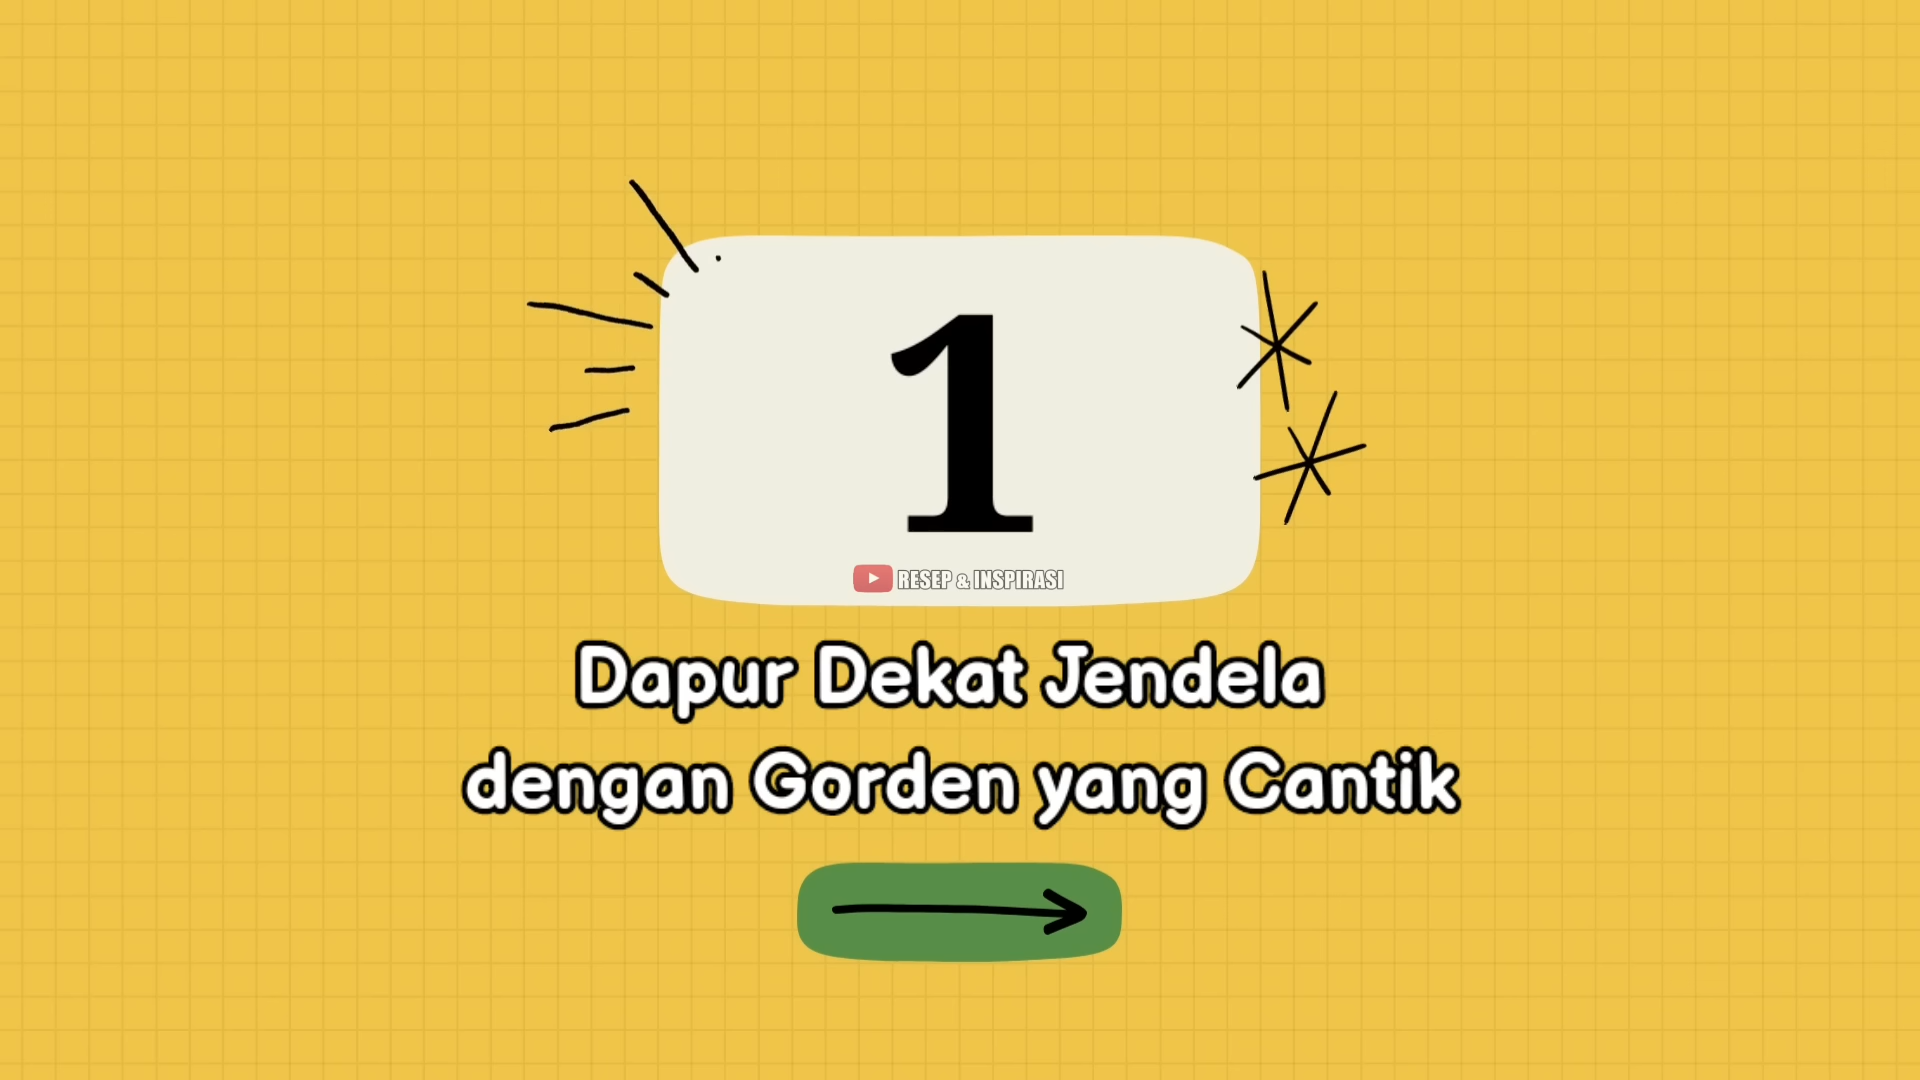 1
RESEP & INSPIRASI
Dapur Dekat Jendela
dengan Gorden yang Cantik